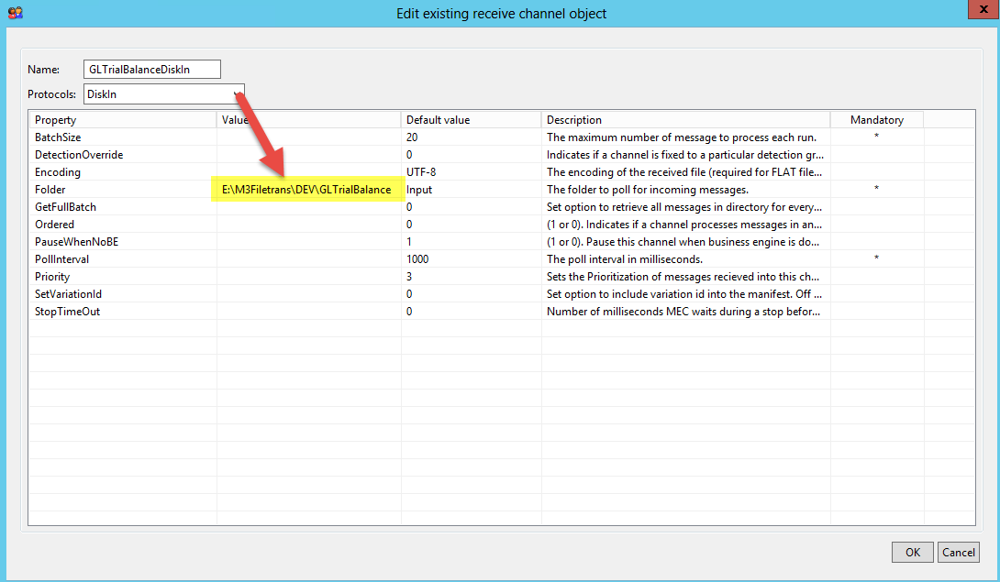 Edit existing receive channel object
x
Name: GLTrialBalanceDiskIn
Protocols: DiskIn
Property Value Default value Description Mandatory
BatchSize 20 The maximum number of message to process each run. *
DetectionOverride 0 Indicates if a channel is fixed to a particular detection gr...
Encoding UTF-8 The encoding of the received file (required for FLAT file...
Folder E:\M3Filetrans\DEV\GLTrialBalance Input The folder to poll for incoming messages. *
GetFullBatch 0 Set option to retrieve all messages in directory for every...
Ordered 0 (1 or 0). Indicates if a channel processes messages in an...
PauseWhenNoBE 1 (1 or 0). Pause this channel when business engine is do...
PollInterval 1000 The poll interval in milliseconds. *
Priority 3 Sets the Prioritization of messages recieved into this ch...
SetVariationId 0 Set option to include variation id into the manifest. Off ...
StopTimeOut 0 Number of milliseconds MEC waits during a stop befor...
OK Cancel